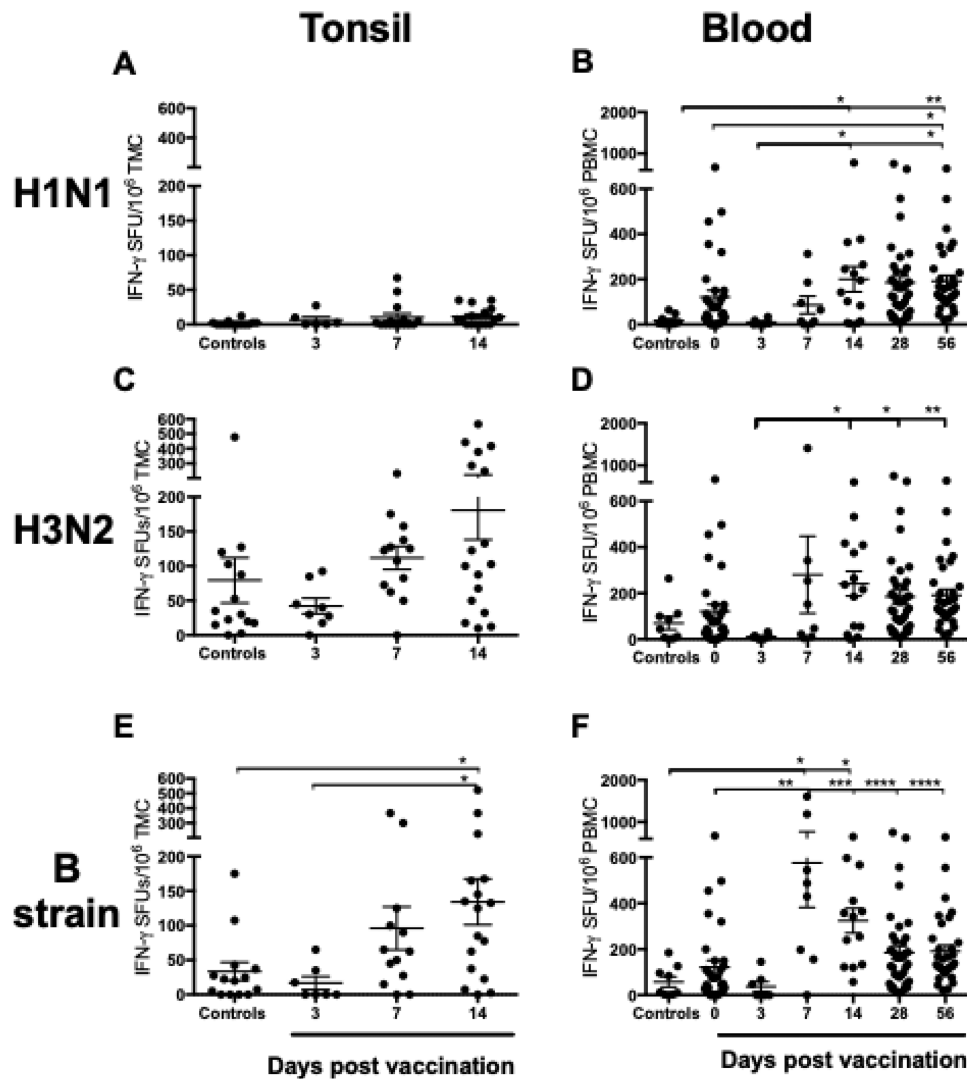 Tonsil Blood
A B
H1N1
IFN-γ SFU/10⁶ TMC
600
400
200
150
100
50
0
Controls 3 7 14
IFN-γ SFU/10⁶ PBMC
2000
1000
600
400
200
0
* **
*
* *
Controls 0 3 7 14 28 56
C D
H3N2
IFN-γ SFUs/10⁶ TMC
600
500
400
300
200
150
100
50
0
Controls 3 7 14
IFN-γ SFU/10⁶ PBMC
2000
1000
600
400
200
0
* * **
Controls 0 3 7 14 28 56
E F
B
strain
IFN-γ SFUs/10⁶ TMC
600
500
400
300
200
150
100
50
0
*
*
Controls 3 7 14
Days post vaccination
IFN-γ SFU/10⁶ PBMC
2000
1000
600
400
200
0
* *
** *** **** ****
Controls 0 3 7 14 28 56
Days post vaccination